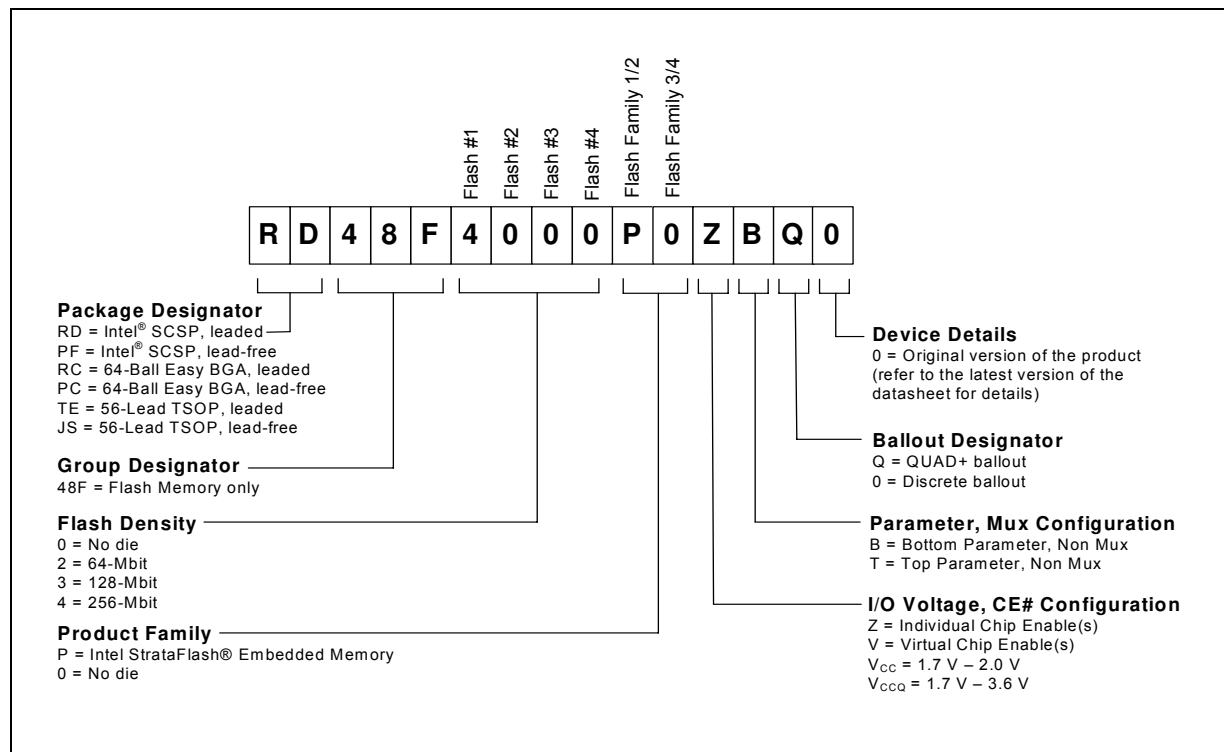 Flash #1
Flash #2
Flash #3
Flash #4
Flash Family 1/2
Flash Family 3/4
R D 4 8 F 4 0 0 0 P 0 Z B Q 0
Package Designator
RD = Intel® SCSP, leaded
PF = Intel® SCSP, lead-free
RC = 64-Ball Easy BGA, leaded
PC = 64-Ball Easy BGA, lead-free
TE = 56-Lead TSOP, leaded
JS = 56-Lead TSOP, lead-free
Group Designator
48F = Flash Memory only
Flash Density
0 = No die
2 = 64-Mbit
3 = 128-Mbit
4 = 256-Mbit
Product Family
P = Intel StrataFlash® Embedded Memory
0 = No die
Device Details
0 = Original version of the product
(refer to the latest version of the
datasheet for details)
Ballout Designator
Q = QUAD+ ballout
0 = Discrete ballout
Parameter, Mux Configuration
B = Bottom Parameter, Non Mux
T = Top Parameter, Non Mux
I/O Voltage, CE# Configuration
Z = Individual Chip Enable(s)
V = Virtual Chip Enable(s)
VCC = 1.7 V – 2.0 V
VCCQ = 1.7 V – 3.6 V